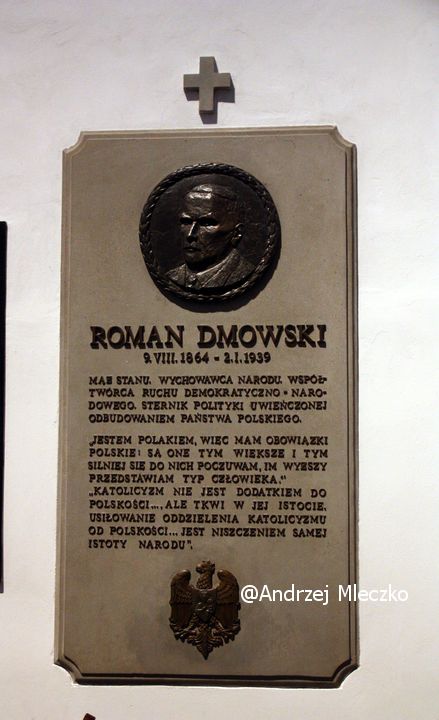 ROMAN DMOWSKI
9.VIII.1864 - 2.I.1939
MĄŻ STANU. WYCHOWAWCA NARODU. WSPÓŁ-
TWÓRCA RUCHU DEMOKRATYCZNO-NARO-
DOWEGO. STERNIK POLITYKI UWIEŃCZONEJ
ODBUDOWANIEM PAŃSTWA POLSKIEGO.
„JESTEM POLAKIEM, WIĘC MAM OBOWIĄZKI
POLSKIE: SĄ ONE TYM WIĘKSZE I TYM
SILNIEJ SIĘ DO NICH POCZUWAM, IM WYŻSZY
PRZEDSTAWIAM TYP CZŁOWIEKA."
„KATOLICYZM NIE JEST DODATKIEM DO
POLSKOŚCI..., ALE TKWI W JEJ ISTOCIE.
USIŁOWANIE ODDZIELENIA KATOLICYZMU
OD POLSKOŚCI... JEST NISZCZENIEM SAMEJ
ISTOTY NARODU".
@Andrzej Mleczko